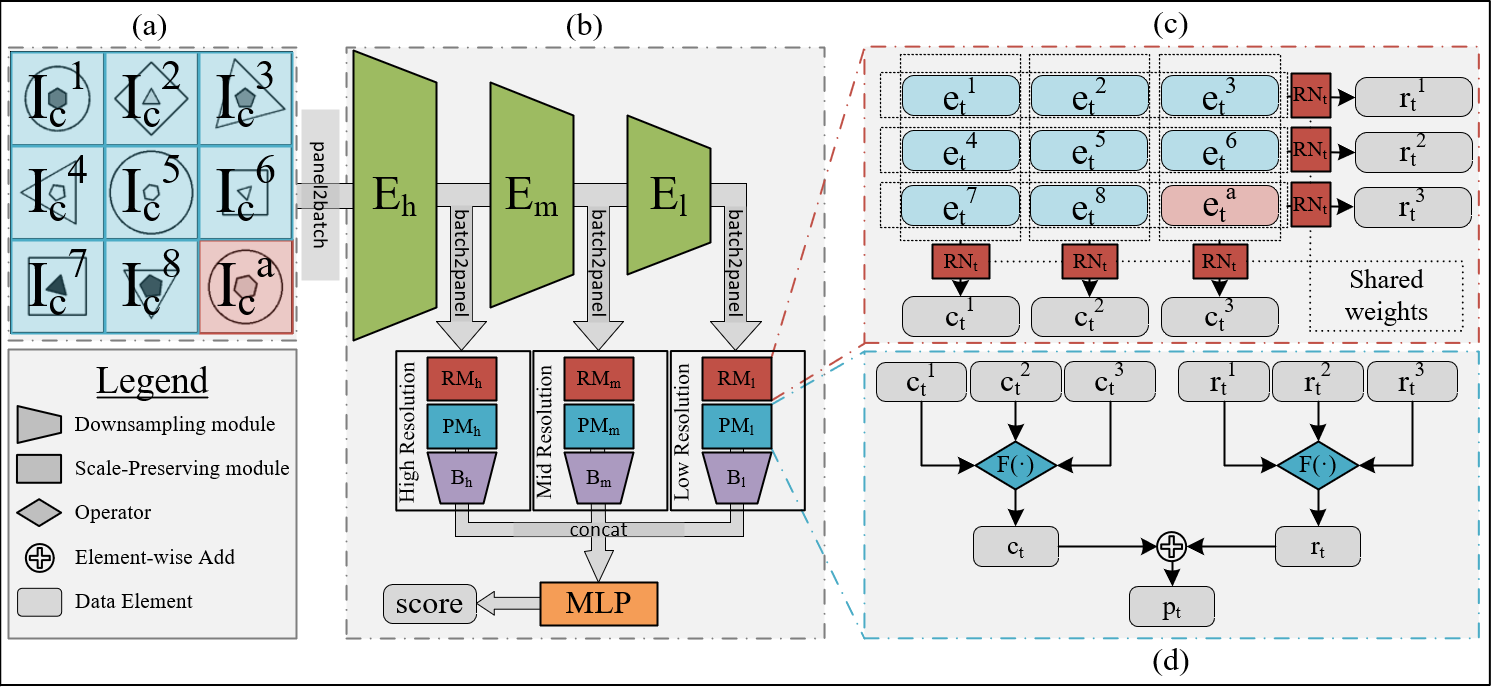 (a)
I_c^1 I_c^2 I_c^3
I_c^4 I_c^5 I_c^6
I_c^7 I_c^8 I_c^a
panel2batch
Legend
Downsampling module
Scale-Preserving module
Operator
Element-wise Add
Data Element
(b)
E_h E_m E_l
batch2panel batch2panel batch2panel
High Resolution
RM_h
PM_h
B_h
Mid Resolution
RM_m
PM_m
B_m
Low Resolution
RM_l
PM_l
B_l
concat
score MLP
(c)
e_t^1 e_t^2 e_t^3 RN_t r_t^1
e_t^4 e_t^5 e_t^6 RN_t r_t^2
e_t^7 e_t^8 e_t^a RN_t r_t^3
RN_t RN_t RN_t
c_t^1 c_t^2 c_t^3
Shared
weights
c_t^1 c_t^2 c_t^3 r_t^1 r_t^2 r_t^3
F(·) F(·)
c_t r_t
p_t
(d)